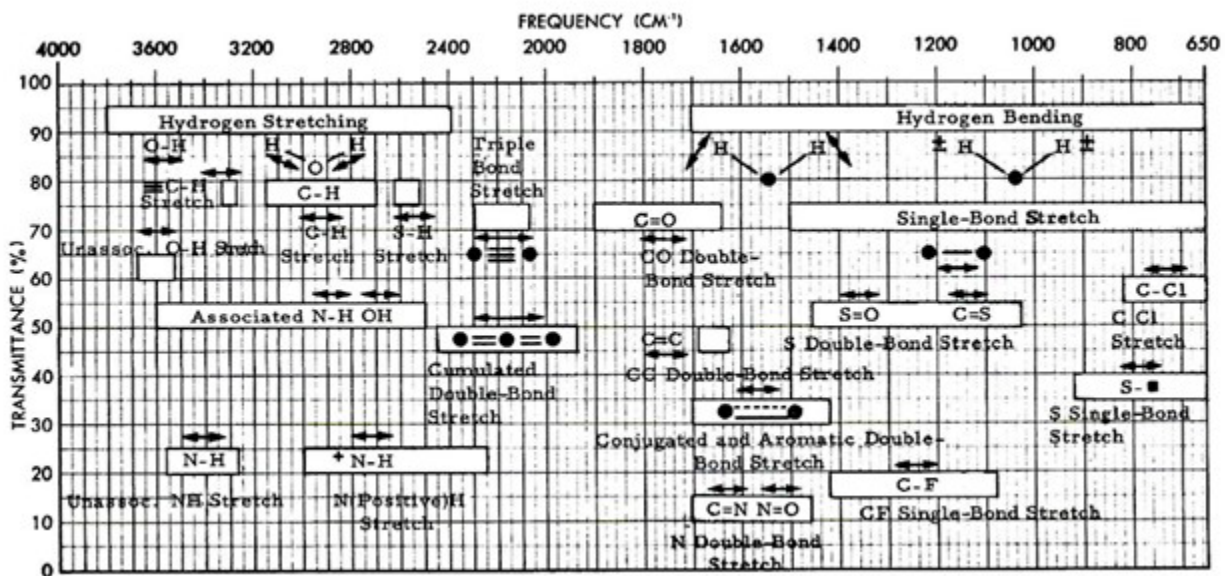 FREQUENCY (CM⁻¹)
4000 3600 3200 2800 2400 2000 1800 1600 1400 1200 1000 800 650
TRANSMITTANCE (%)
100
90
80
70
60
50
40
30
20
10
0
Hydrogen Stretching
Hydrogen Bending
O-H
H O H
Triple
Bond
Stretch
H H
± H H ±
≡C-H
Stretch
C-H
C-H
Stretch
S-H
Stretch
C=O
CO Double-
Bond Stretch
Single-Bond Stretch
Unassoc. O-H Stretch
C-Cl
C Cl
Stretch
Associated N-H OH
S=O C=S
S Double-Bond Stretch
Cumulated
Double-Bond
Stretch
C=C
CC Double-Bond Stretch
S-
S Single-Bond
Stretch
Conjugated and Aromatic Double-
Bond Stretch
N-H
Unassoc. NH Stretch
+ N-H
N(Positive)H
Stretch
C-F
CF Single-Bond Stretch
C=N N=O
N Double-Bond
Stretch